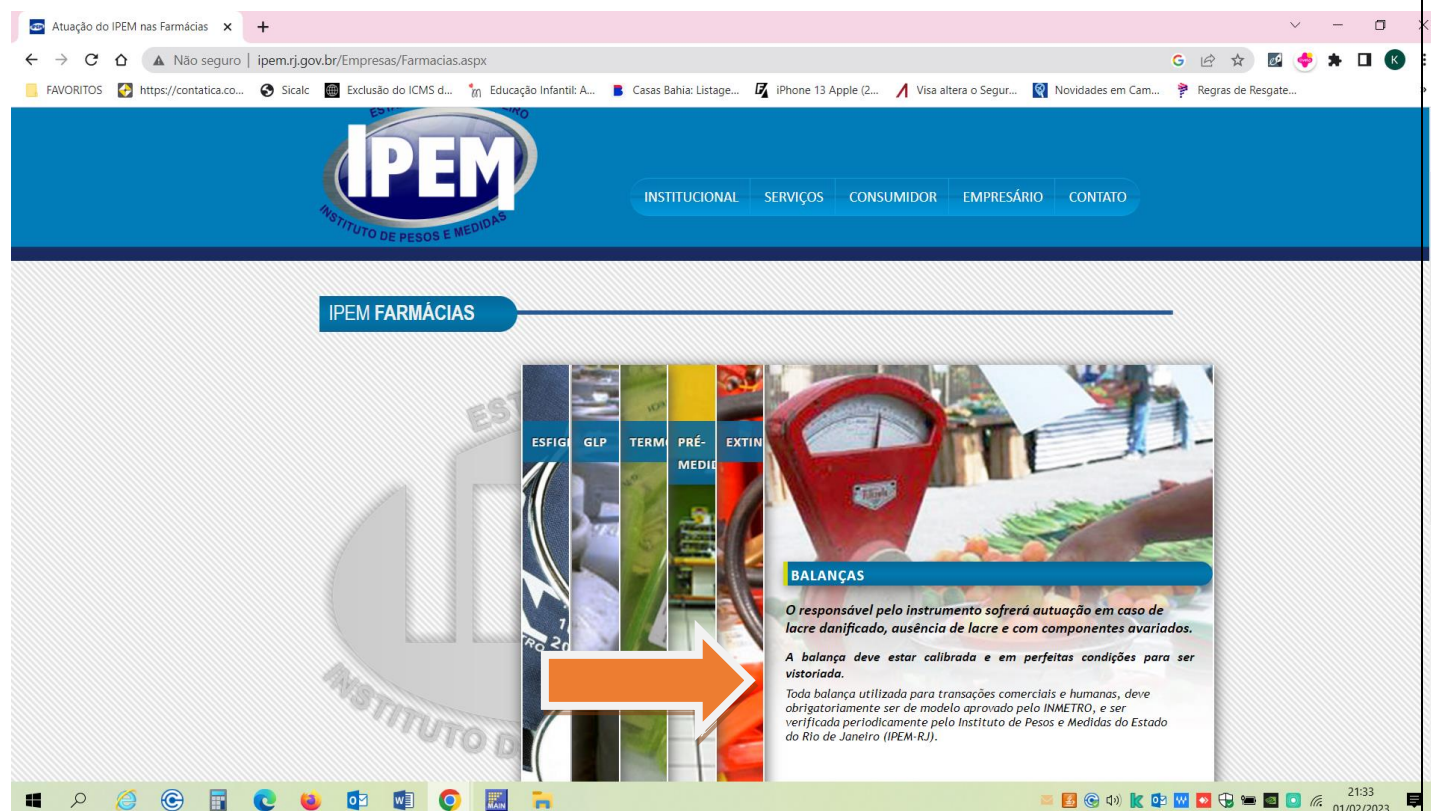 Atuação do IPEM nas Farmácias
Não seguro | ipem.rj.gov.br/Empresas/Farmacias.aspx
K
FAVORITOS https://contatica.co... Sicalc Exclusão do ICMS d... Educação Infantil: A... Casas Bahia: Listage... iPhone 13 Apple (2... Visa altera o Segur... Novidades em Cam... Regras de Resgate...
IPEM
INSTITUTO DE PESOS E MEDIDAS
INSTITUCIONAL SERVIÇOS CONSUMIDOR EMPRESÁRIO CONTATO
IPEM FARMÁCIAS
ESFIG GLP TERM PRÉ- EXTIN
MEDID
BALANÇAS
O responsável pelo instrumento sofrerá autuação em caso de
lacre danificado, ausência de lacre e com componentes avariados.
A balança deve estar calibrada e em perfeitas condições para ser
vistoriada.
Toda balança utilizada para transações comerciais e humanas, deve
obrigatoriamente ser de modelo aprovado pelo INMETRO, e ser
verificada periodicamente pelo Instituto de Pesos e Medidas do Estado
do Rio de Janeiro (IPEM-RJ).
INSTITUTO D
21:33
01/02/2023